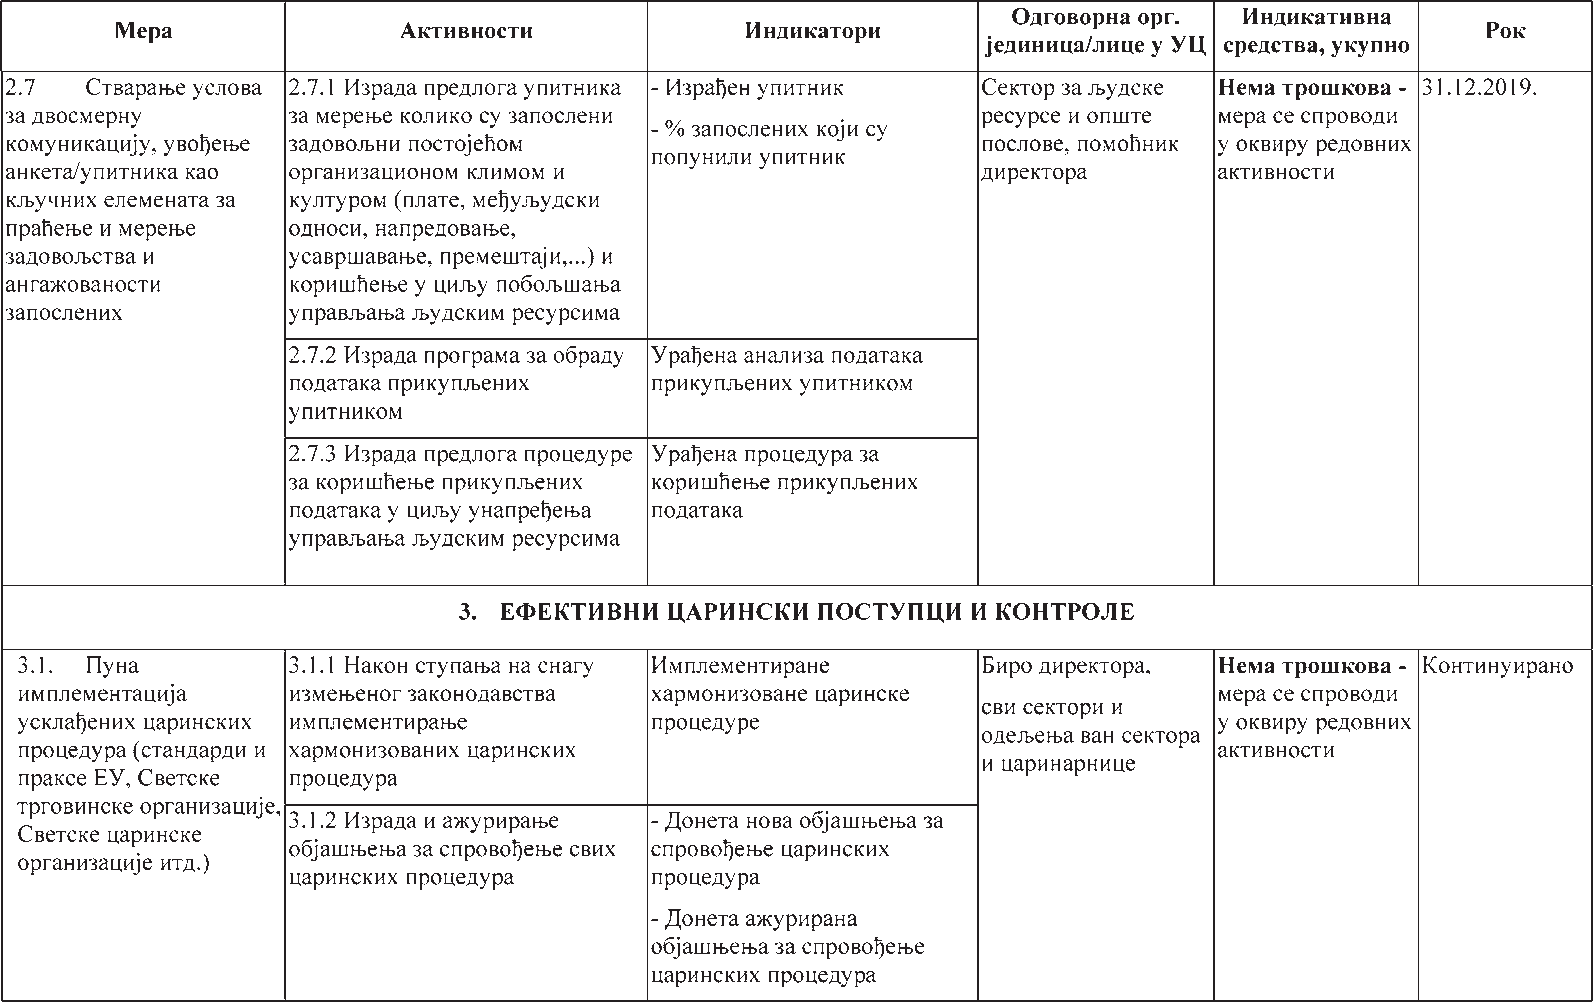 Мера
Активности
Индикатори
Одговорна орг.
јединица/лице у УЦ
Индикативна
средства, укупно
Рок
2.7 Стварање услова
за двосмерну
комуникацију, увођење
анкета/упитника као
кључних елемената за
праћење и мерење
задовољства и
ангажованости
запослених
2.7.1 Израда предлога упитника
за мерење колико су запослени
задовољни постојећом
организационом климом и
културом (плате, међуљудски
односи, напредовање,
усавршавање, премештаји,...) и
коришћење у циљу побољшања
управљања људским ресурсима
- Израђен упитник
- % запослених који су
попунили упитник
Сектор за људске
ресурсе и опште
послове, помоћник
директора
Нема трошкова -
мера се спроводи
у оквиру редовних
активности
31.12.2019.
2.7.2 Израда програма за обраду
података прикупљених
упитником
Урађена анализа података
прикупљених упитником
2.7.3 Израда предлога процедуре
за коришћење прикупљених
података у циљу унапређења
управљања људским ресурсима
Урађена процедура за
коришћење прикупљених
података
3. ЕФЕКТИВНИ ЦАРИНСКИ ПОСТУПЦИ И КОНТРОЛЕ
3.1. Пуна
имплементација
усклађених царинских
процедура (стандарди и
праксе ЕУ, Светске
трговинске организације,
Светске царинске
организације итд.)
3.1.1 Након ступања на снагу
измењеног законодавства
имплементирање
хармонизованих царинских
процедура
Имплементиране
хармонизоване царинске
процедуре
Биро директора,
сви сектори и
одељења ван сектора
и царинарнице
Нема трошкова -
мера се спроводи
у оквиру редовних
активности
Континуирано
3.1.2 Израда и ажурирање
објашњења за спровођење свих
царинских процедура
- Донета нова објашњења за
спровођење царинских
процедура
- Донета ажурирана
објашњења за спровођење
царинских процедура